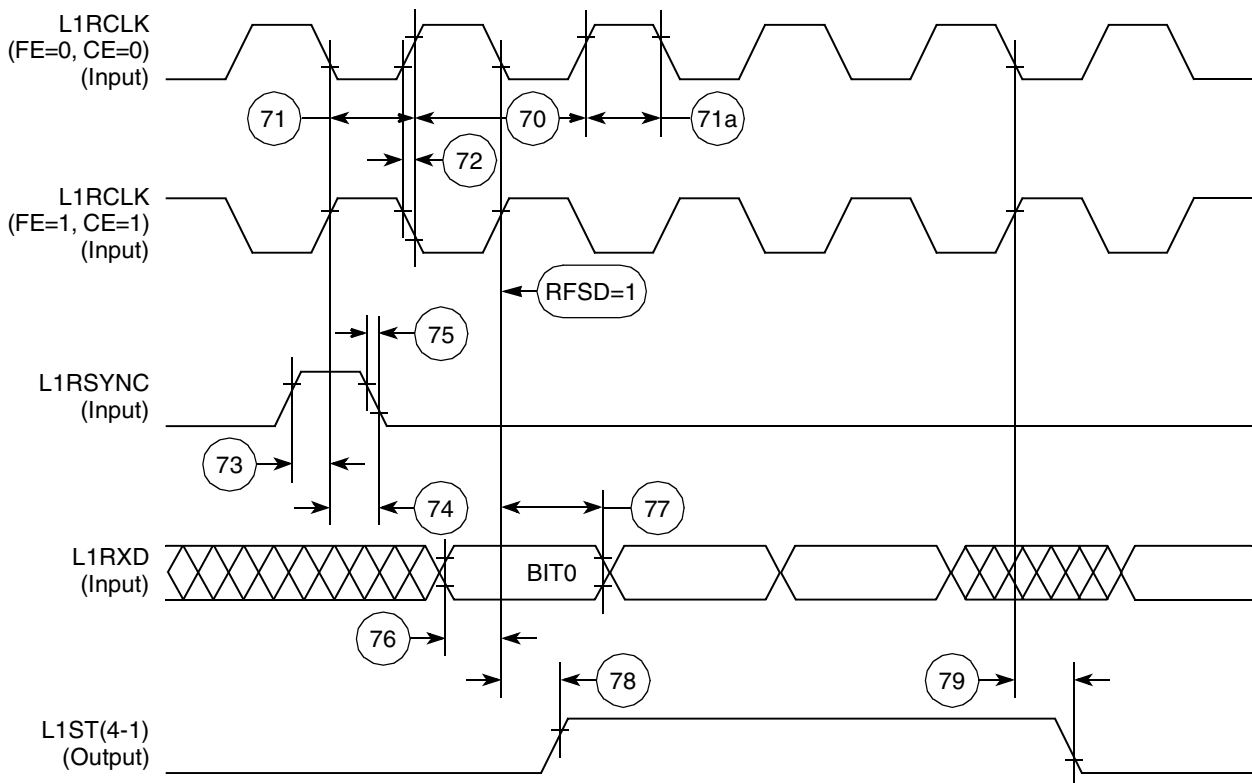 L1RCLK
(FE=0, CE=0)
(Input)
71
70
71a
72
L1RCLK
(FE=1, CE=1)
(Input)
RFSD=1
75
L1RSYNC
(Input)
73
74
77
L1RXD
(Input)
BIT0
76
78
79
L1ST(4-1)
(Output)